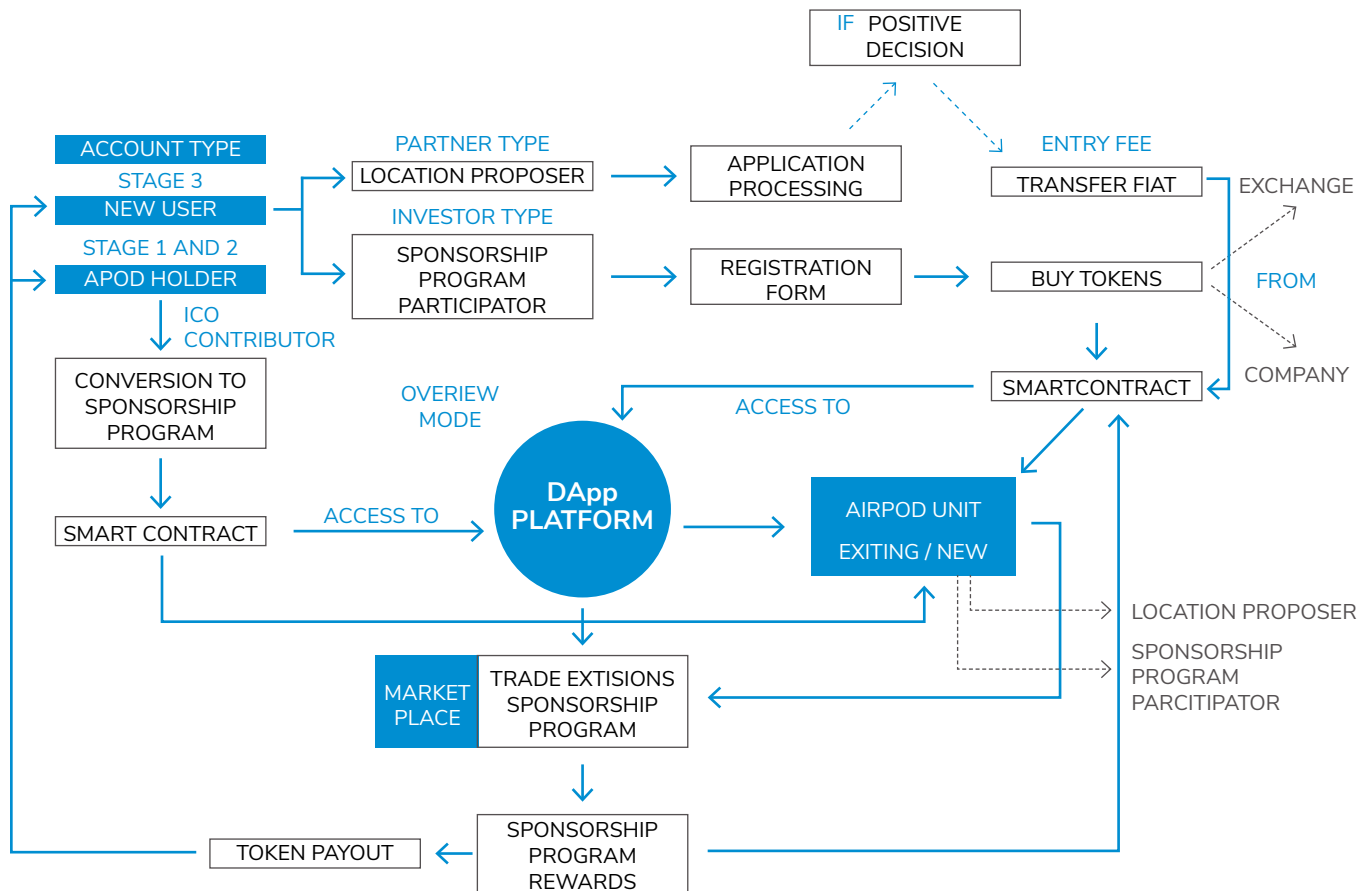 IF POSITIVE
DECISION
ACCOUNT TYPE
STAGE 3
NEW USER
STAGE 1 AND 2
APOD HOLDER
ICO
CONTRIBUTOR
PARTNER TYPE
LOCATION PROPOSER
INVESTOR TYPE
SPONSORSHIP
PROGRAM
PARTICIPATOR
APPLICATION
PROCESSING
REGISTRATION
FORM
ENTRY FEE
TRANSFER FIAT
BUY TOKENS
EXCHANGE
FROM
COMPANY
SMARTCONTRACT
ACCESS TO
CONVERSION TO
SPONSORSHIP
PROGRAM
OVERIEW
MODE
SMART CONTRACT
ACCESS TO
DApp
PLATFORM
AIRPOD UNIT
EXITING / NEW
LOCATION PROPOSER
SPONSORSHIP
PROGRAM
PARCITIPATOR
MARKET
PLACE
TRADE EXTISIONS
SPONSORSHIP
PROGRAM
TOKEN PAYOUT
SPONSORSHIP
PROGRAM
REWARDS